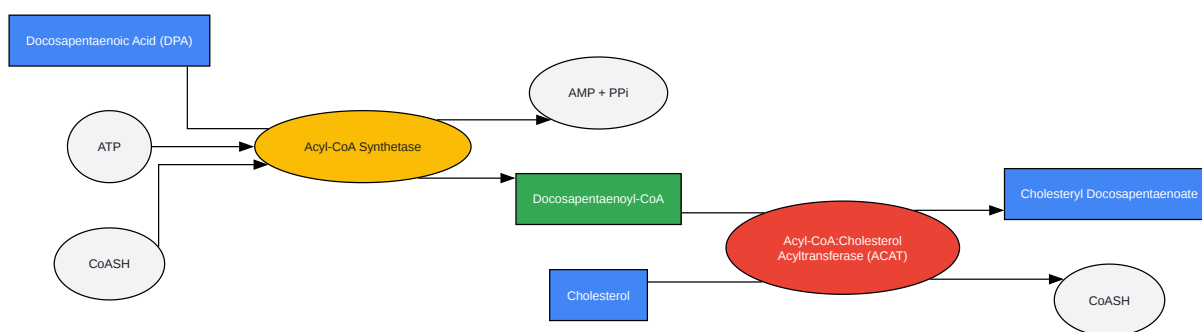 Docosapentaenoic Acid (DPA)
AMP + PPi
ATP
Acyl-CoA Synthetase
Docosapentaenoyl-CoA
Cholesteryl Docosapentaenoate
Acyl-CoA:Cholesterol
Acyltransferase (ACAT)
CoASH
Cholesterol
CoASH